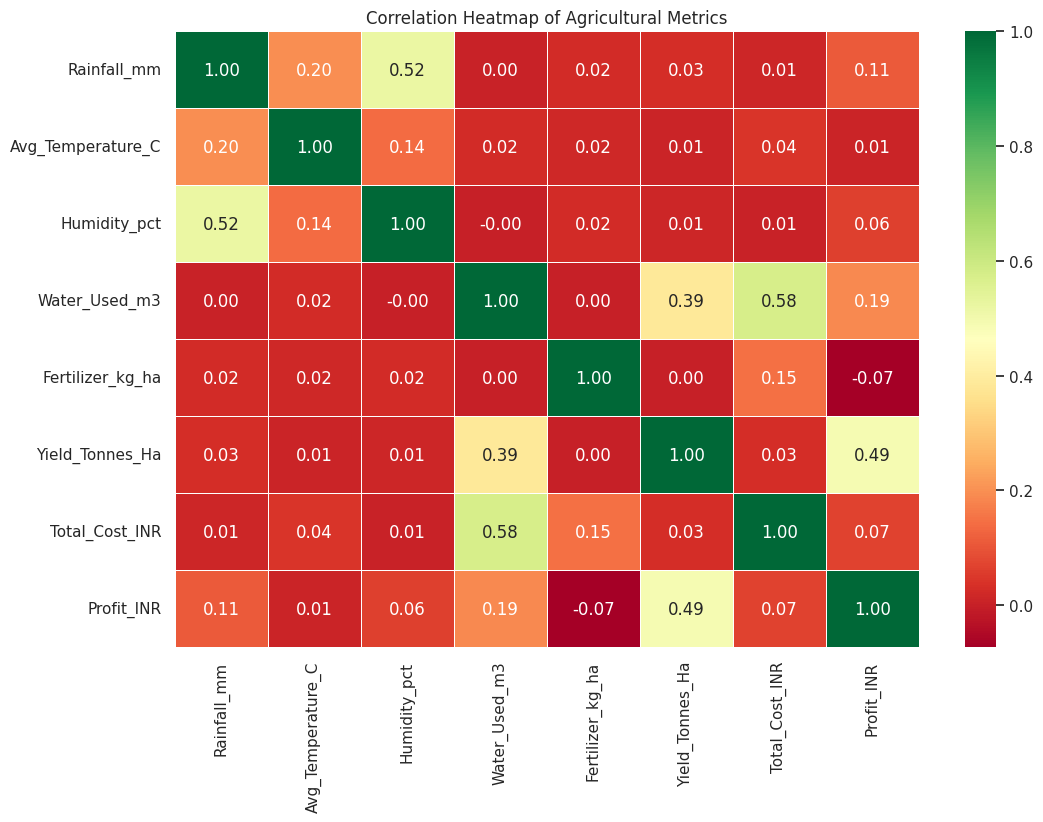 Correlation Heatmap of Agricultural Metrics
Rainfall_mm 1.00 0.20 0.52 0.00 0.02 0.03 0.01 0.11
Avg_Temperature_C 0.20 1.00 0.14 0.02 0.02 0.01 0.04 0.01
Humidity_pct 0.52 0.14 1.00 -0.00 0.02 0.01 0.01 0.06
Water_Used_m3 0.00 0.02 -0.00 1.00 0.00 0.39 0.58 0.19
Fertilizer_kg_ha 0.02 0.02 0.02 0.00 1.00 0.00 0.15 -0.07
Yield_Tonnes_Ha 0.03 0.01 0.01 0.39 0.00 1.00 0.03 0.49
Total_Cost_INR 0.01 0.04 0.01 0.58 0.15 0.03 1.00 0.07
Profit_INR 0.11 0.01 0.06 0.19 -0.07 0.49 0.07 1.00
Rainfall_mm
Avg_Temperature_C
Humidity_pct
Water_Used_m3
Fertilizer_kg_ha
Yield_Tonnes_Ha
Total_Cost_INR
Profit_INR
1.0
0.8
0.6
0.4
0.2
0.0